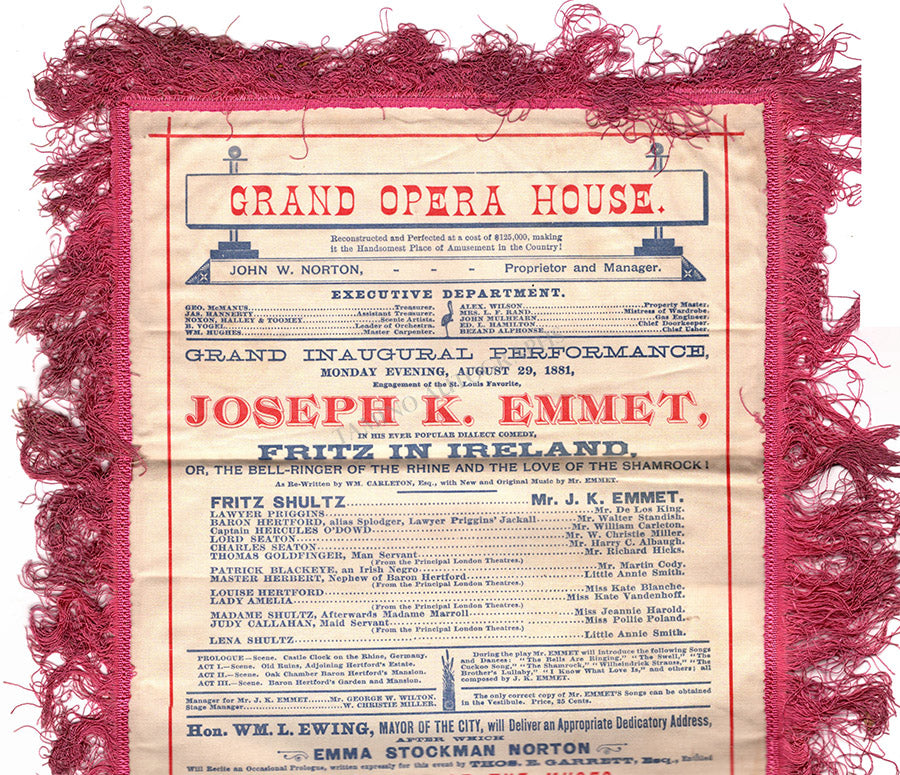 GRAND OPERA HOUSE.
Reconstructed and Perfected at a cost of $125,000, making
it the Handsomest Place of Amusement in the Country!
JOHN W. NORTON, - - - Proprietor and Manager.
EXECUTIVE DEPARTMENT.
GEO. McMANUS, Treasurer.
JAS. HANNERTY Assistant Treasurer.
NOXON, HALLEY & TOOMEY Scenic Artists.
B. VOGEL Leader of Orchestra.
WM. HUGHES Master Carpenter.
ALEX. WILSON Property Master.
MRS. L. F. RAND Mistress of Wardrobe.
JOHN MULHEARN Gas Engineer.
ED. L. HAMILTON Chief Doorkeeper.
BEZAND ALPHONSE Chief Usher.
GRAND INAUGURAL PERFORMANCE,
MONDAY EVENING, AUGUST 29, 1881,
Engagement of the St. Louis Favorite,
JOSEPH K. EMMET,
IN HIS EVER POPULAR DIALECT COMEDY,
FRITZ IN IRELAND,
OR, THE BELL-RINGER OF THE RHINE AND THE LOVE OF THE SHAMROCK!
As Re-Written by WM. CARLETON, Esq., with New and Original Music by Mr. EMMET.
FRITZ SHULTZ Mr. J. K. EMMET.
LAWYER PRIGGINS Mr. De Los King.
BARON HERTFORD, alias Splodger, Lawyer Priggins' Jackall Mr. Walter Standish.
Captain HERCULES O'DOWD Mr. William Carleton.
LORD SEATON Mr. W. Christie Miller.
CHARLES SEATON Mr. Harry C. Albaugh.
THOMAS GOLDFINGER, Man Servant Mr. Richard Hicks.
(From the Principal London Theatres.)
PATRICK BLACKEYE, an Irish Negro Mr. Martin Cody.
MASTER HERBERT, Nephew of Baron Hertford Little Annie Smith.
(From the Principal London Theatres.)
LOUISE HERTFORD Miss Kate Blanche.
LADY AMELIA Miss Kate Vandenhoff.
(From the Principal London Theatres.)
MADAME SHULTZ, Afterwards Madame Marroll Miss Jeannie Harold.
JUDY CALLAHAN, Maid Servant Miss Pollie Poland.
(From the Principal London Theatres.)
LENA SHULTZ Little Annie Smith.
PROLOGUE—Scene. Castle Clock on the Rhine, Germany.
ACT I.—Scene. Old Ruins, Adjoining Hertford's Estate.
ACT II.—Scene. Oak Chamber Baron Hertford's Mansion.
ACT III.—Scene. Baron Hertford's Garden and Mansion.
During the play Mr. EMMET will introduce the following Songs
and Dances: "The Bells Are Ringing," "The Swell," "The
Cuckoo Song," "The Shamrock," "Wilhelndrick Strauss," "The
Brother's Lullaby," "I Know What Love Is," and others; all
composed by J. K. EMMET.
Manager for Mr. J. K. EMMET Mr. GEORGE W. WILTON.
Stage Manager W. CHRISTIE MILLER.
The only correct copy of Mr. EMMET'S Songs can be obtained
in the Vestibule. Price, 25 Cents.
Hon. WM. L. EWING, MAYOR OF THE CITY, will Deliver an Appropriate Dedicatory Address,
AFTER WHICH
EMMA STOCKMAN NORTON
Will Recite an Occasional Prologue, written expressly for this event by THOS. E. GARRETT, Esq., Entitled